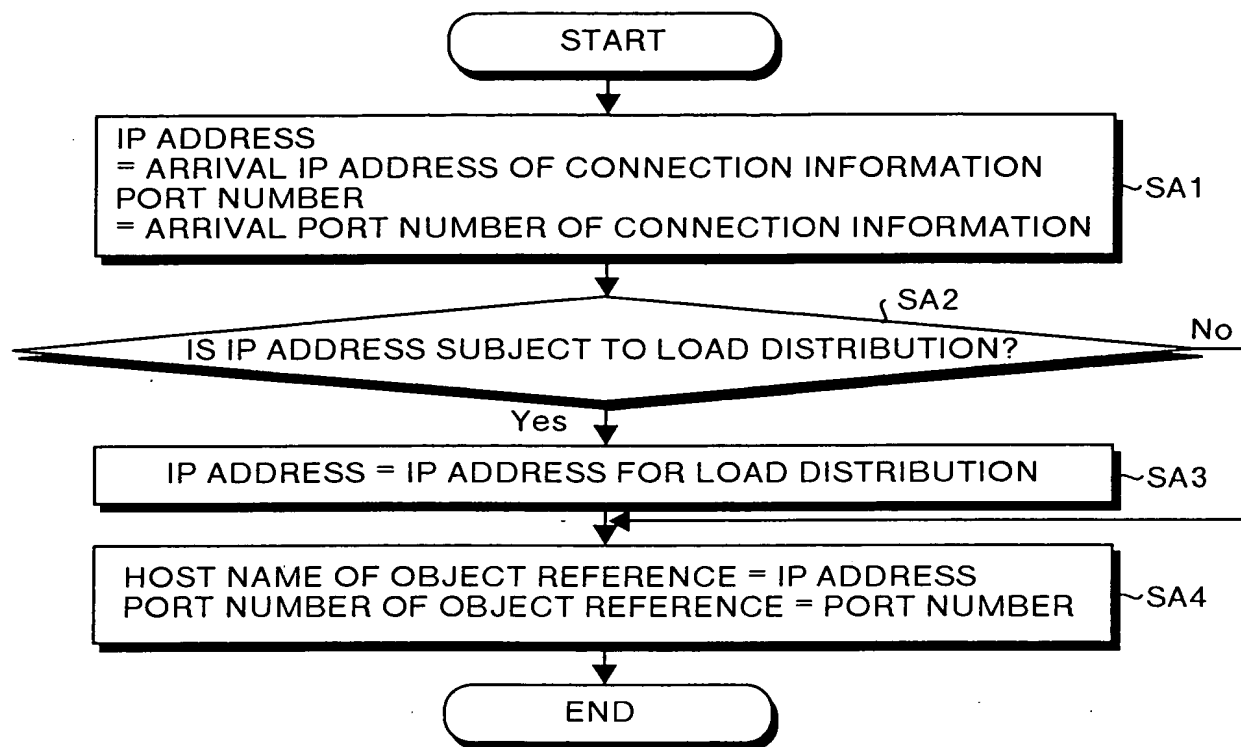 START
IP ADDRESS
= ARRIVAL IP ADDRESS OF CONNECTION INFORMATION
PORT NUMBER
= ARRIVAL PORT NUMBER OF CONNECTION INFORMATION
SA1
SA2
IS IP ADDRESS SUBJECT TO LOAD DISTRIBUTION?
No
Yes
IP ADDRESS = IP ADDRESS FOR LOAD DISTRIBUTION
SA3
HOST NAME OF OBJECT REFERENCE = IP ADDRESS
PORT NUMBER OF OBJECT REFERENCE = PORT NUMBER
SA4
END